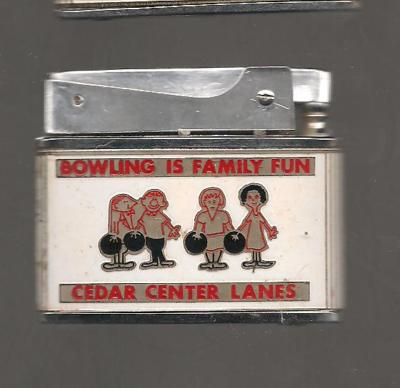 BOWLING IS FAMILY FUN
CEDAR CENTER LANES